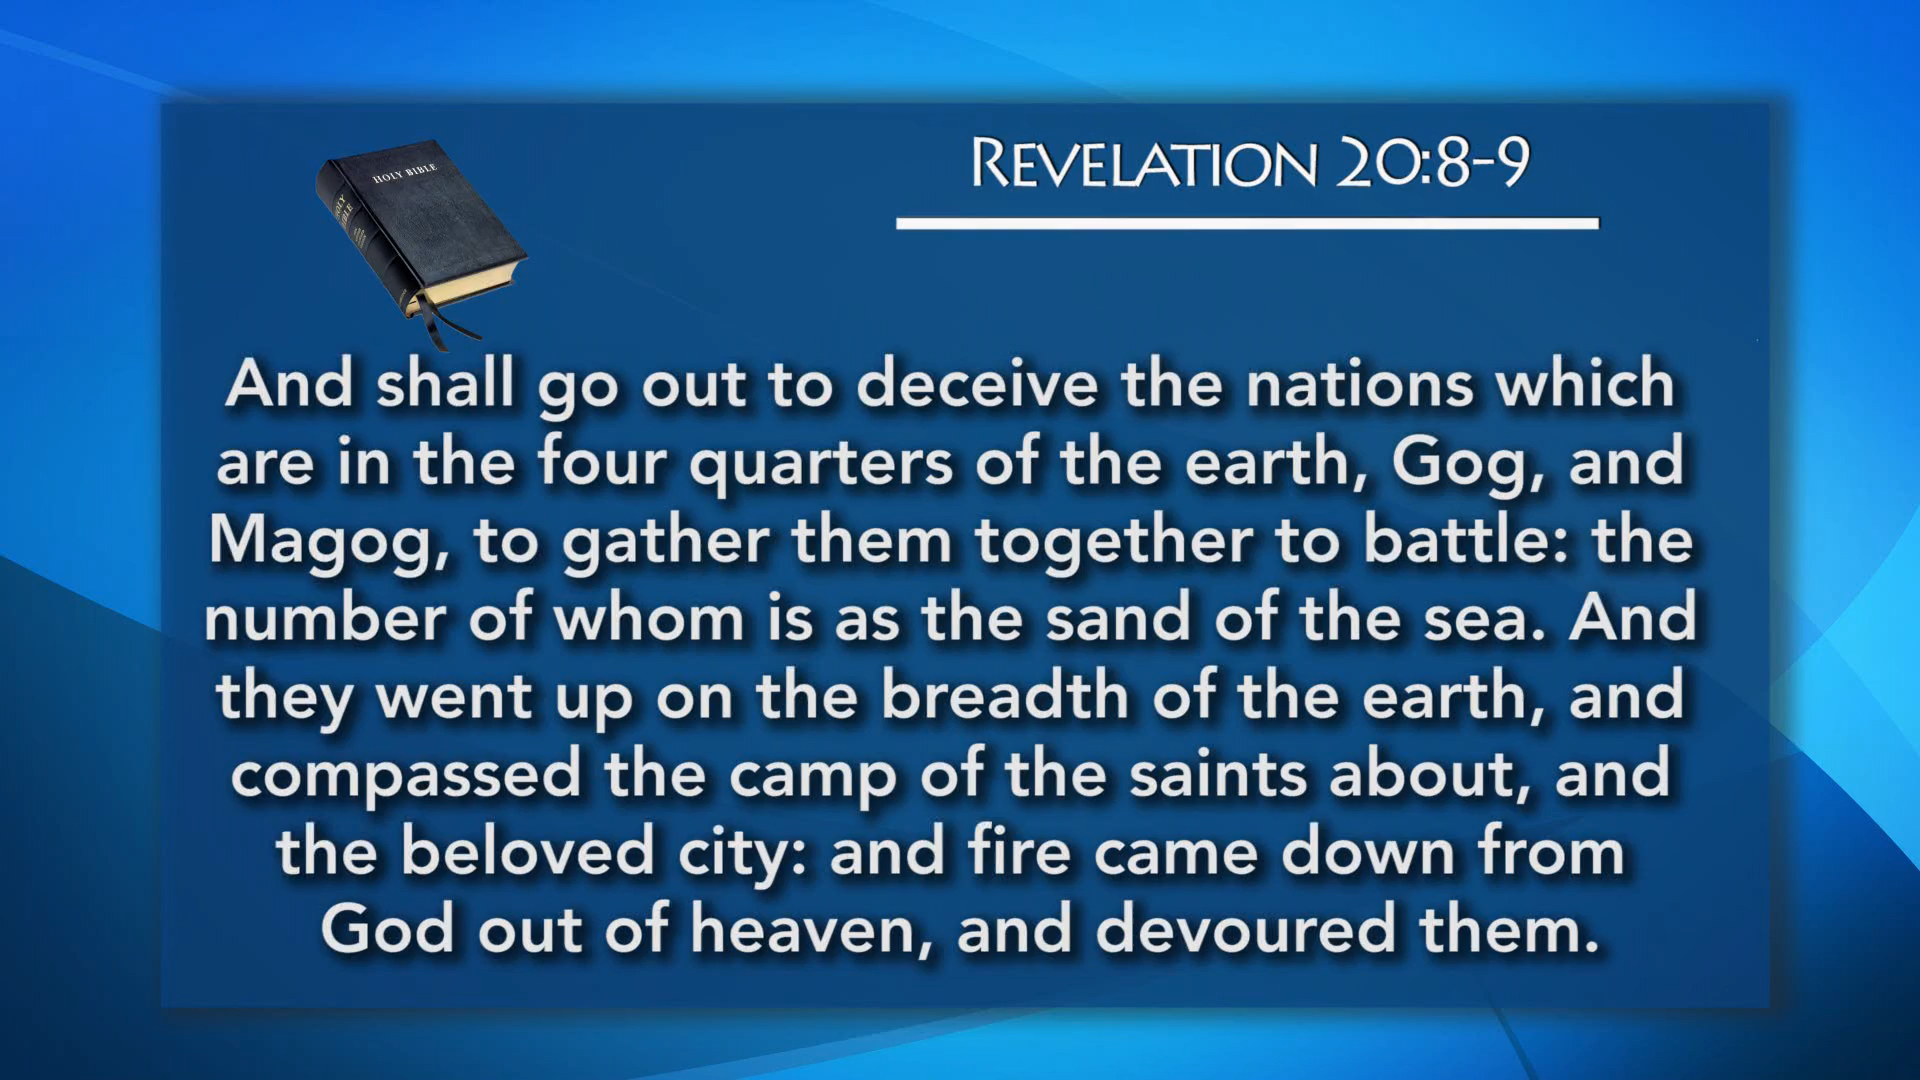 HOLY BIBLE
HOLY
BIBLE
Revelation 20:8-9
And shall go out to deceive the nations which
are in the four quarters of the earth, Gog, and
Magog, to gather them together to battle: the
number of whom is as the sand of the sea. And
they went up on the breadth of the earth, and
compassed the camp of the saints about, and
the beloved city: and fire came down from
God out of heaven, and devoured them.